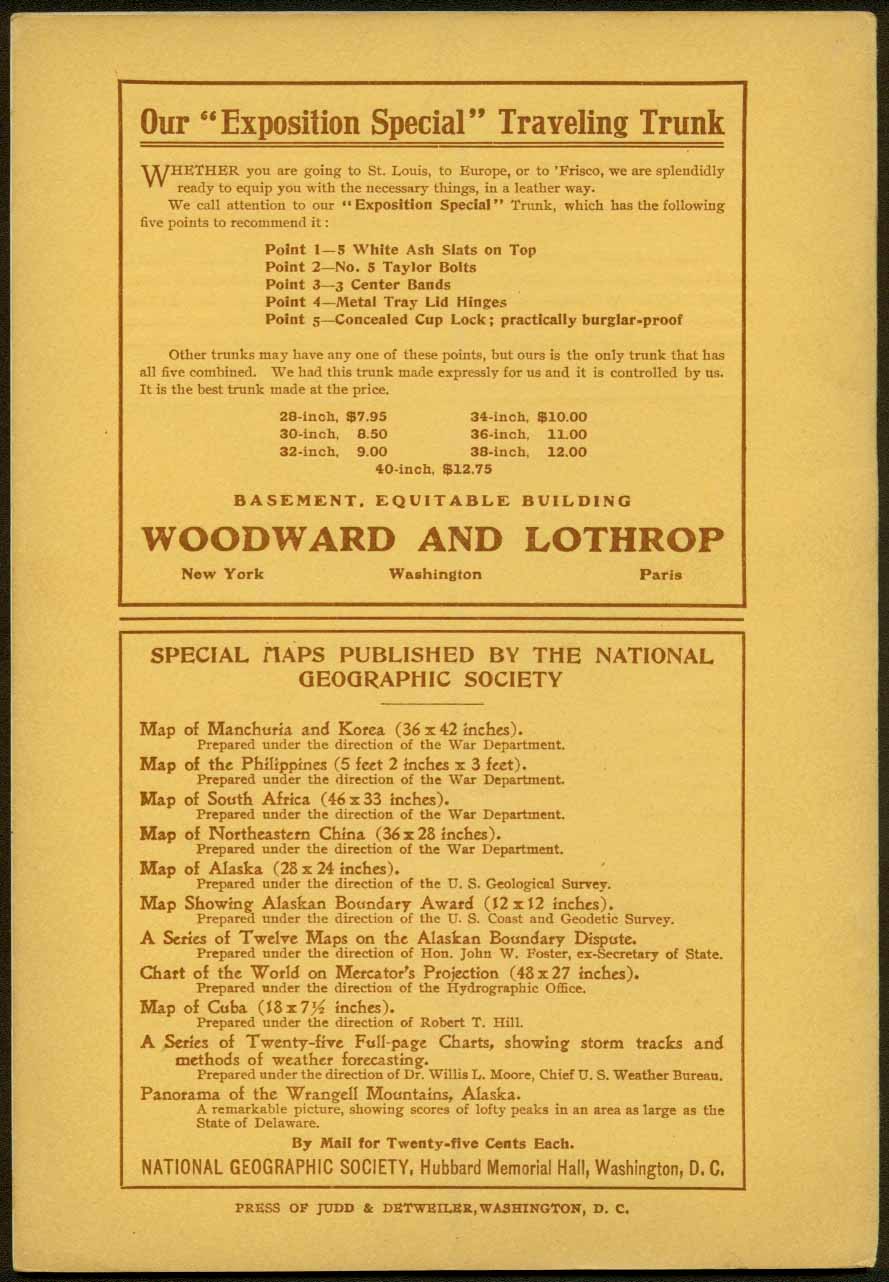 Our “Exposition Special” Traveling Trunk
WHETHER you are going to St. Louis, to Europe, or to ’Frisco, we are splendidly
ready to equip you with the necessary things, in a leather way.
We call attention to our “Exposition Special” Trunk, which has the following
five points to recommend it:
Point 1—5 White Ash Slats on Top
Point 2—No. 5 Taylor Bolts
Point 3—3 Center Bands
Point 4—Metal Tray Lid Hinges
Point 5—Concealed Cup Lock; practically burglar-proof
Other trunks may have any one of these points, but ours is the only trunk that has
all five combined. We had this trunk made expressly for us and it is controlled by us.
It is the best trunk made at the price.
28-inch, $7.95 34-inch, $10.00
30-inch, 8.50 36-inch, 11.00
32-inch, 9.00 38-inch, 12.00
40-inch, $12.75
BASEMENT, EQUITABLE BUILDING
WOODWARD AND LOTHROP
New York Washington Paris
SPECIAL MAPS PUBLISHED BY THE NATIONAL
GEOGRAPHIC SOCIETY
Map of Manchuria and Korea (36 x 42 inches).
Prepared under the direction of the War Department.
Map of the Philippines (5 feet 2 inches x 3 feet).
Prepared under the direction of the War Department.
Map of South Africa (46 x 33 inches).
Prepared under the direction of the War Department.
Map of Northeastern China (36 x 28 inches).
Prepared under the direction of the War Department.
Map of Alaska (28 x 24 inches).
Prepared under the direction of the U. S. Geological Survey.
Map Showing Alaskan Boundary Award (12 x 12 inches).
Prepared under the direction of the U. S. Coast and Geodetic Survey.
A Series of Twelve Maps on the Alaskan Boundary Dispute.
Prepared under the direction of Hon. John W. Foster, ex-Secretary of State.
Chart of the World on Mercator’s Projection (48 x 27 inches).
Prepared under the direction of the Hydrographic Office.
Map of Cuba (18 x 7½ inches).
Prepared under the direction of Robert T. Hill.
A Series of Twenty-five Full-page Charts, showing storm tracks and
methods of weather forecasting.
Prepared under the direction of Dr. Willis L. Moore, Chief U. S. Weather Bureau.
Panorama of the Wrangell Mountains, Alaska.
A remarkable picture, showing scores of lofty peaks in an area as large as the
State of Delaware.
By Mail for Twenty-five Cents Each.
NATIONAL GEOGRAPHIC SOCIETY, Hubbard Memorial Hall, Washington, D. C.
PRESS OF JUDD & DETWEILER, WASHINGTON, D. C.